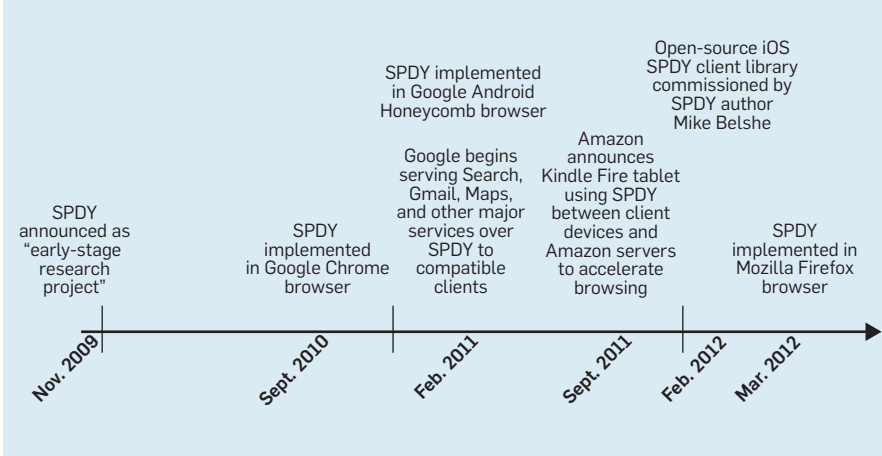 SPDY
announced as
“early-stage
research
project”
SPDY
implemented
in Google Chrome
browser
SPDY implemented
in Google Android
Honeycomb browser
Google begins
serving Search,
Gmail, Maps,
and other major
services over
SPDY to
compatible
clients
Amazon
announces
Kindle Fire tablet
using SPDY
between client
devices and
Amazon servers
to accelerate
browsing
Open-source iOS
SPDY client library
commissioned by
SPDY author
Mike Belshe
SPDY
implemented in
Mozilla Firefox
browser
Nov. 2009
Sept. 2010
Feb. 2011
Sept. 2011
Feb. 2012
Mar. 2012